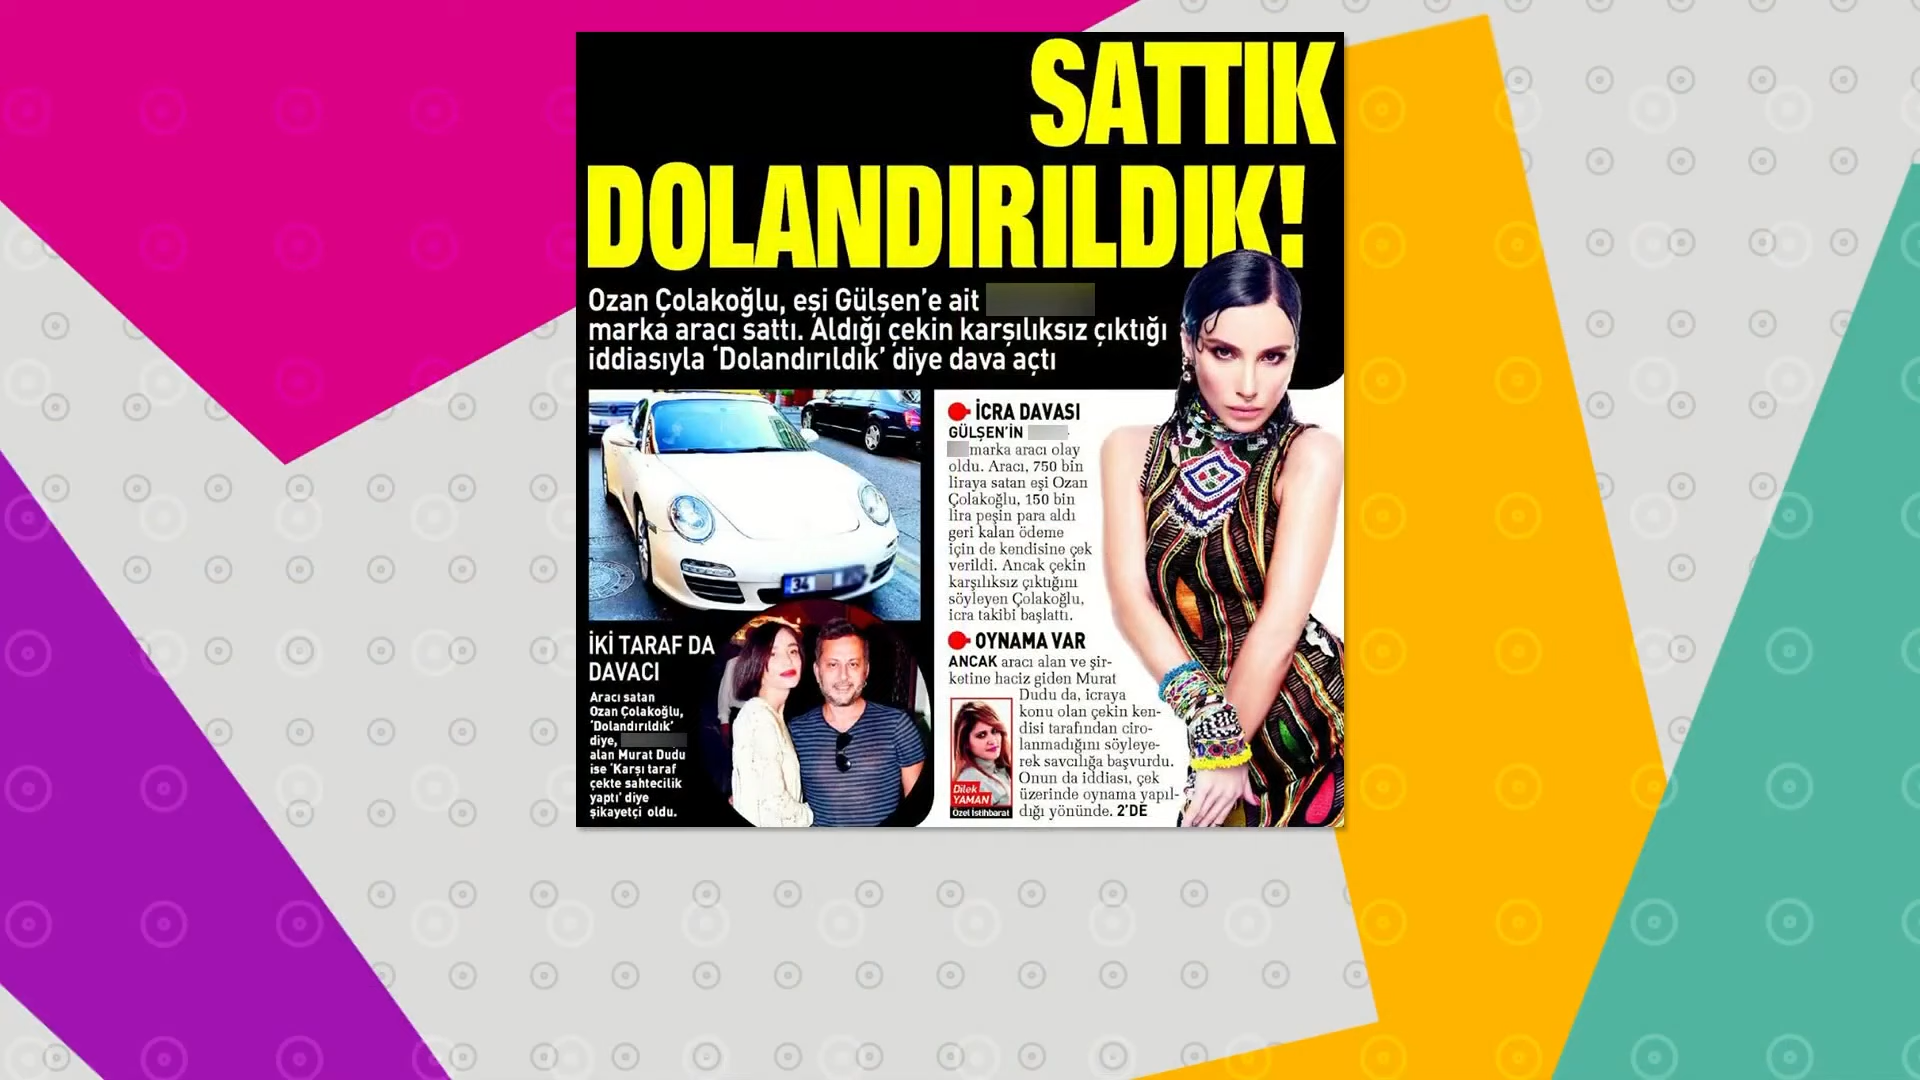 SATTIK
DOLANDIRILDIK!
Ozan Çolakoğlu, eşi Gülşen'e ait
marka aracı sattı. Aldığı çekin karşılıksız çıktığı
iddiasıyla 'Dolandırıldık' diye dava açtı
34
İKİ TARAF DA
DAVACI
Aracı satan
Ozan Çolakoğlu,
'Dolandırıldık'
diye,
alan Murat Dudu
ise 'Karşı taraf
çekte sahtecilik
yaptı' diye
şikayetçi oldu.
İCRA DAVASI
GÜLŞEN'İN
marka aracı olay
oldu. Aracı, 750 bin
liraya satan eşi Ozan
Çolakoğlu, 150 bin
lira peşin para aldı
geri kalan ödeme
için de kendisine çek
verildi. Ancak çekin
karşılıksız çıktığını
söyleyen Çolakoğlu,
icra takibi başlattı.
OYNAMA VAR
ANCAK aracı alan ve şir-
ketine haciz giden Murat
Dudu da, icraya
konu olan çekin ken-
disi tarafından ciro-
lanmadığını söyleye-
rek savcılığa başvurdu.
Onun da iddiası, çek
üzerinde oynama yapıl-
dığı yönünde. 2'DE
Dilek
YAMAN
Özel İstihbarat